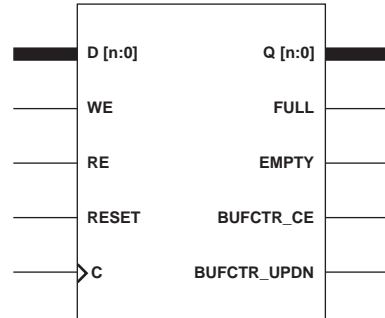 D [n:0] Q [n:0]
WE FULL
RE EMPTY
RESET BUFCTR_CE
C BUFCTR_UPDN